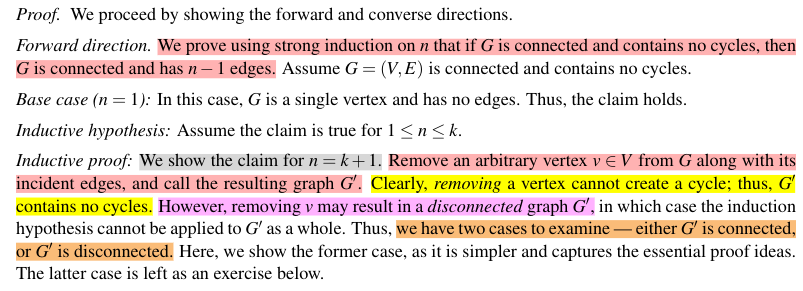 Proof. We proceed by showing the forward and converse directions.
Forward direction. We prove using strong induction on n that if G is connected and contains no cycles, then
G is connected and has n − 1 edges. Assume G = (V,E) is connected and contains no cycles.
Base case (n = 1): In this case, G is a single vertex and has no edges. Thus, the claim holds.
Inductive hypothesis: Assume the claim is true for 1 ≤ n ≤ k.
Inductive proof: We show the claim for n = k + 1. Remove an arbitrary vertex v ∈ V from G along with its
incident edges, and call the resulting graph G′. Clearly, removing a vertex cannot create a cycle; thus, G′
contains no cycles. However, removing v may result in a disconnected graph G′, in which case the induction
hypothesis cannot be applied to G′ as a whole. Thus, we have two cases to examine — either G′ is connected,
or G′ is disconnected. Here, we show the former case, as it is simpler and captures the essential proof ideas.
The latter case is left as an exercise below.